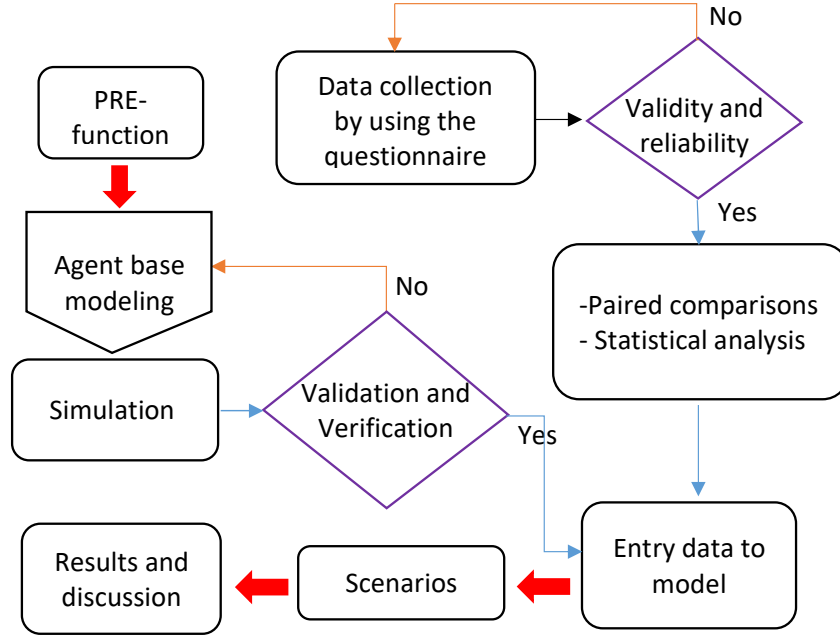 No
PRE-
function
Data collection
by using the
questionnaire
Validity and
reliability
Yes
Agent base
modeling
No
-Paired comparisons
- Statistical analysis
Simulation
Validation and
Verification
Yes
Results and
discussion
Scenarios
Entry data to
model